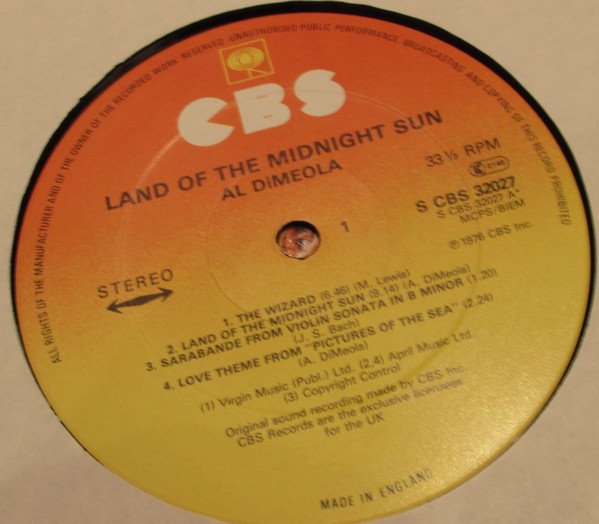 ALL RIGHTS OF THE MANUFACTURER AND OF THE OWNER OF THE RECORDED WORK RESERVED. UNAUTHORISED PUBLIC PERFORMANCE, BROADCASTING AND COPYING OF THIS RECORD PROHIBITED
CBS
LAND OF THE MIDNIGHT SUN
AL DiMEOLA
33⅓ RPM
S CBS 32027
S CBS 32027 A
MCPS/BIEM
1
℗ 1976 CBS Inc.
STEREO
1. THE WIZARD (6.46) (M. Lewis)
2. LAND OF THE MIDNIGHT SUN (9.14) (A. DiMeola)
3. SARABANDE FROM VIOLIN SONATA IN B MINOR (1.20)
(J. S. Bach)
4. LOVE THEME FROM "PICTURES OF THE SEA" (2.24)
(A. DiMeola)
(1) Virgin Music (Publ.) Ltd. (2,4) April Music Ltd.
(3) Copyright Control
Original sound recording made by CBS Inc.
CBS Records are the exclusive licensees
for the UK
MADE IN ENGLAND